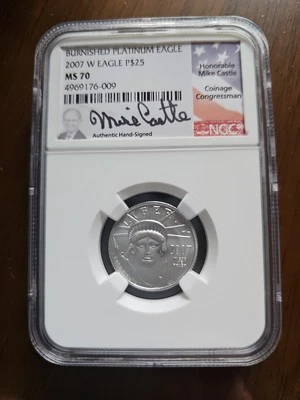 BURNISHED PLATINUM EAGLE
2007 W EAGLE P$25
MS 70
4969176-009
Honorable
Mike Castle
Coinage
Congressman
Mike Castle
Authentic Hand-Signed
NGC
LIBERTY